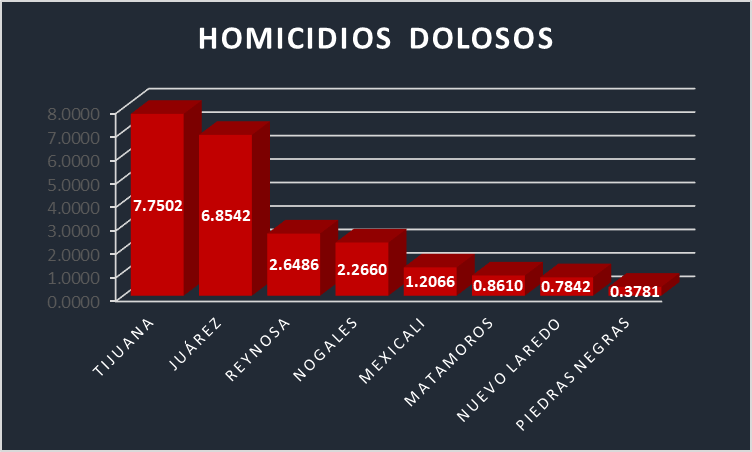 HOMICIDIOS DOLOSOS
8.0000
7.0000
6.0000
5.0000
4.0000
3.0000
2.0000
1.0000
0.0000
7.7502
6.8542
2.6486
2.2660
1.2066
0.8610
0.7842
0.3781
TIJUANA
JUÁREZ
REYNOSA
NOGALES
MEXICALI
MATAMOROS
NUEVO LAREDO
PIEDRAS NEGRAS